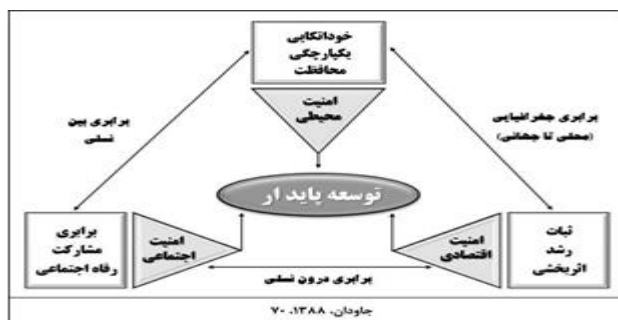 خوداتکایی
یکپارچگی
محافظت
امنیت
محیطی
برابری جغرافیایی
(محلی تا جهانی)
برابری بین
نسلی
توسعه پایدار
ثبات
رشد
اثربخشی
امنیت
اقتصادی
امنیت
اجتماعی
برابری
مشارکت
رفاه اجتماعی
برابری درون نسلی
جاودان، ۱۳۸۸، ۷۰